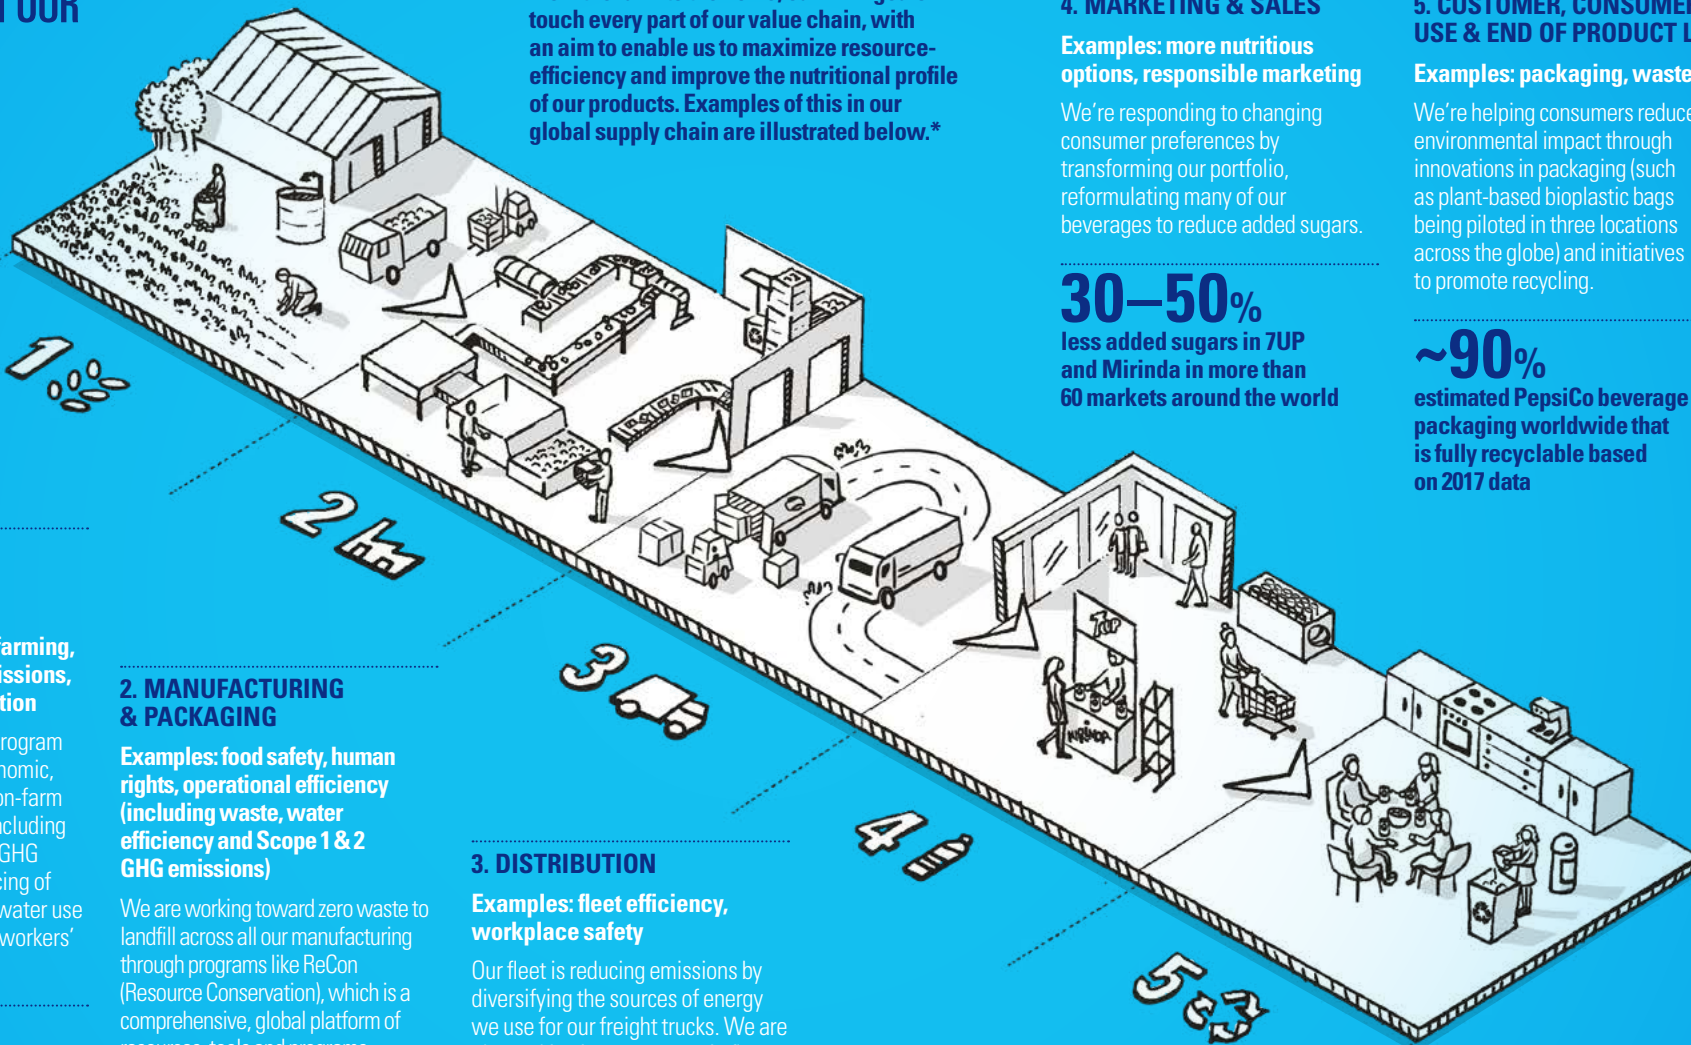 OUR
touch every part of our value chain, with
an aim to enable us to maximize resource-
efficiency and improve the nutritional profile
of our products. Examples of this in our
global supply chain are illustrated below.*
4. MARKETING & SALES
Examples: more nutritious
options, responsible marketing
We're responding to changing
consumer preferences by
transforming our portfolio,
reformulating many of our
beverages to reduce added sugars.
30–50%
less added sugars in 7UP
and Mirinda in more than
60 markets around the world
5. CUSTOMER, CONSUMER
USE & END OF PRODUCT
Examples: packaging, waste
We're helping consumers reduce
environmental impact through
innovations in packaging (such
as plant-based bioplastic bags
being piloted in three locations
across the globe) and initiatives
to promote recycling.
~90%
estimated PepsiCo beverage
packaging worldwide that
is fully recyclable based
on 2017 data
1
2
3
4
5
7UP
MIRINDA
farming,
on-farm
GHG
water use
workers'
2. MANUFACTURING
& PACKAGING
Examples: food safety, human
rights, operational efficiency
(including waste, water
efficiency and Scope 1 & 2
GHG emissions)
We are working toward zero waste to
landfill across all our manufacturing
through programs like ReCon
(Resource Conservation), which is a
comprehensive, global platform of
3. DISTRIBUTION
Examples: fleet efficiency,
workplace safety
Our fleet is reducing emissions by
diversifying the sources of energy
we use for our freight trucks. We are